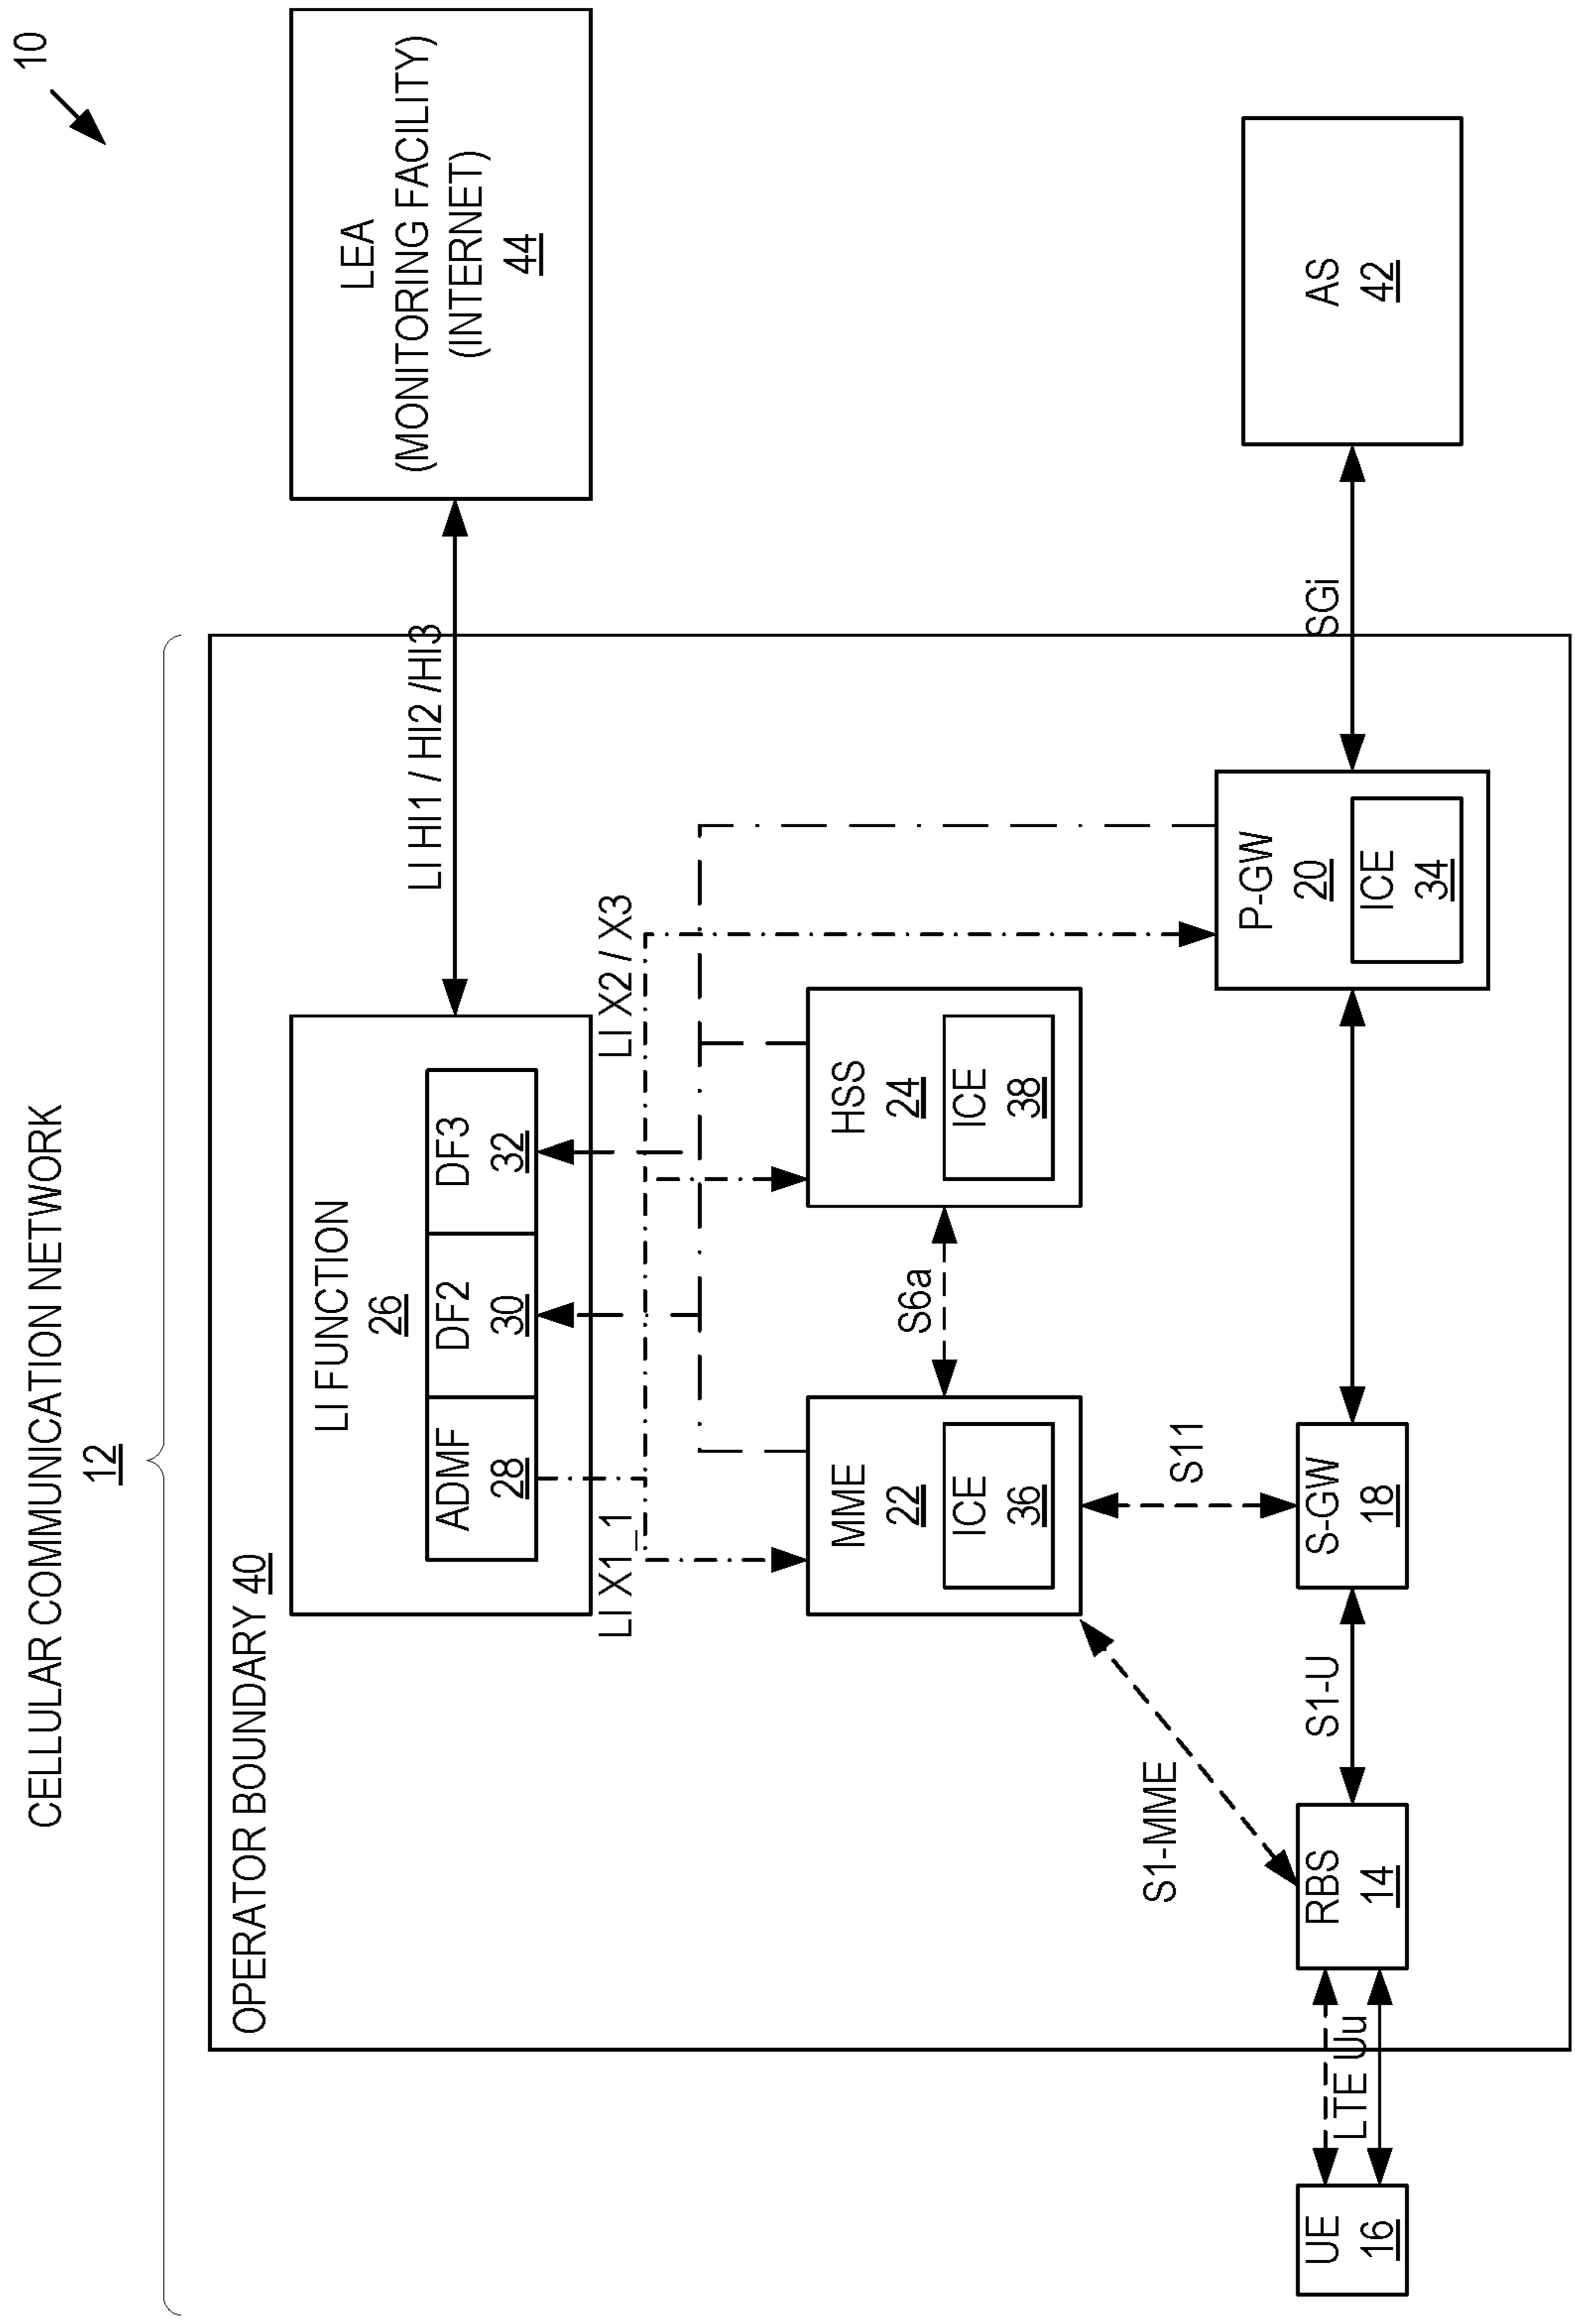 10
CELLULAR COMMUNICATION NETWORK
12
OPERATOR BOUNDARY 40
LI FUNCTION
26
ADMF
28
DF2
30
DF3
32
LI HI1 / HI2 /HI3
LEA
(MONITORING FACILITY)
(INTERNET)
44
LI X1_1
LI X2 / X3
MME
22
ICE
36
S6a
HSS
24
ICE
38
S1-MME
S11
UE
16
LTE Uu
RBS
14
S1-U
S-GW
18
P-GW
20
ICE
34
SGi
AS
42